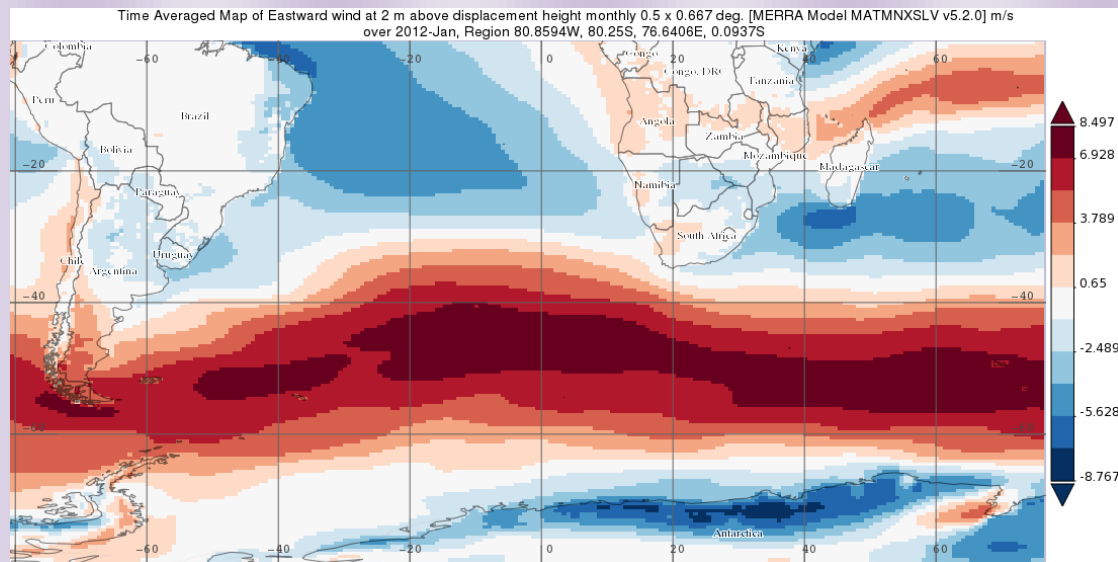 Time Averaged Map of Eastward wind at 2 m above displacement height monthly 0.5 x 0.667 deg. [MERRA Model MATMNXSLV v5.2.0] m/s
over 2012-Jan, Region 80.8594W, 80.25S, 76.6406E, 0.0937S
Colombia
-60
-40
-20
0
Congo
20
Kenya
60
Congo, DRC
Tanzania
Peru
Brazil
Angola
Zambia
Bolivia
Mozambique
-20
Madagascar
-20
Paraguay
Namibia
Uruguay
South Africa
Chile
Argentina
-40
-40
-60
-60
Antarctica
-60
-40
-20
0
20
40
60
8.497
6.928
3.789
0.65
-2.489
-5.628
-8.767